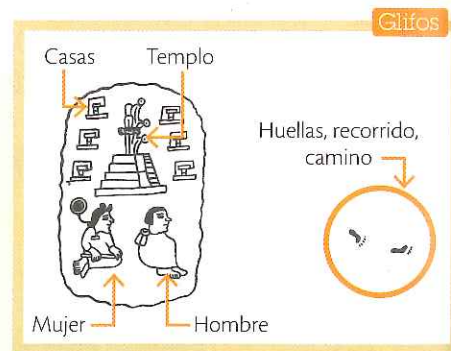 Glifos
Casas
Templo
Huellas, recorrido,
camino
Mujer
Hombre